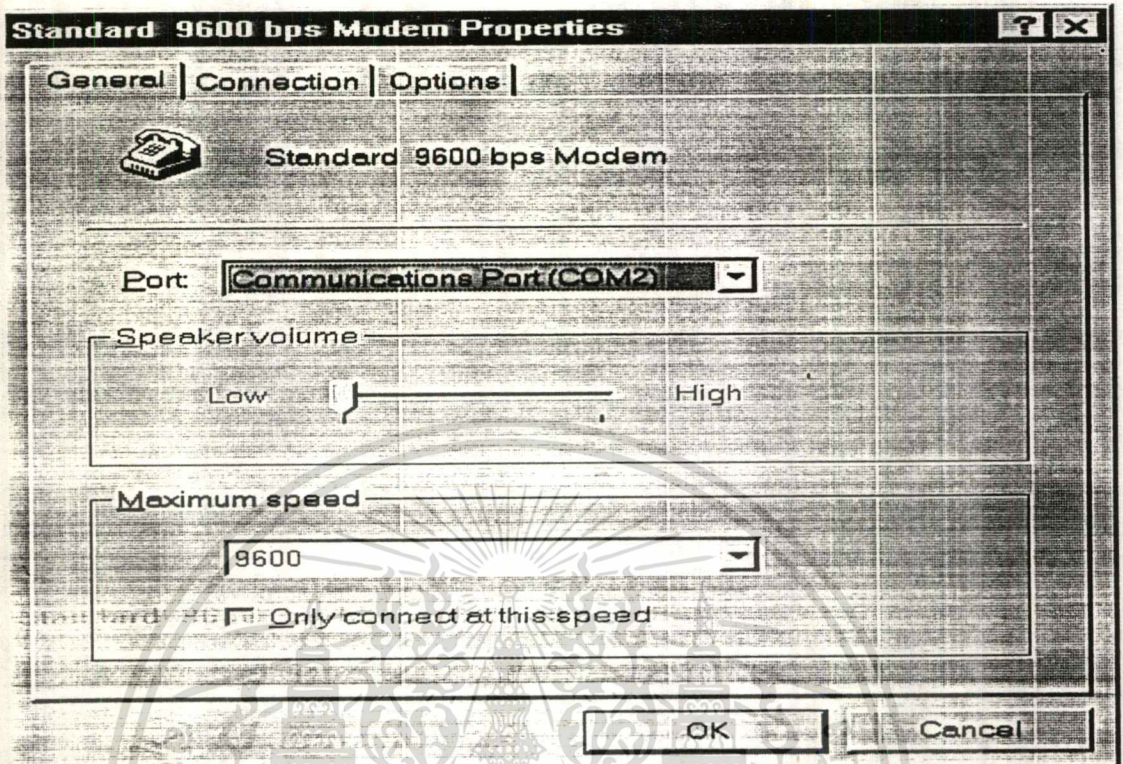 Standard 9600 bps Modem Properties
General Connection Options
Standard 9600 bps Modem
Port: Communications Port (COM2)
Speaker volume
Low High
Maximum speed
9600
Only connect at this speed
OK Cancel